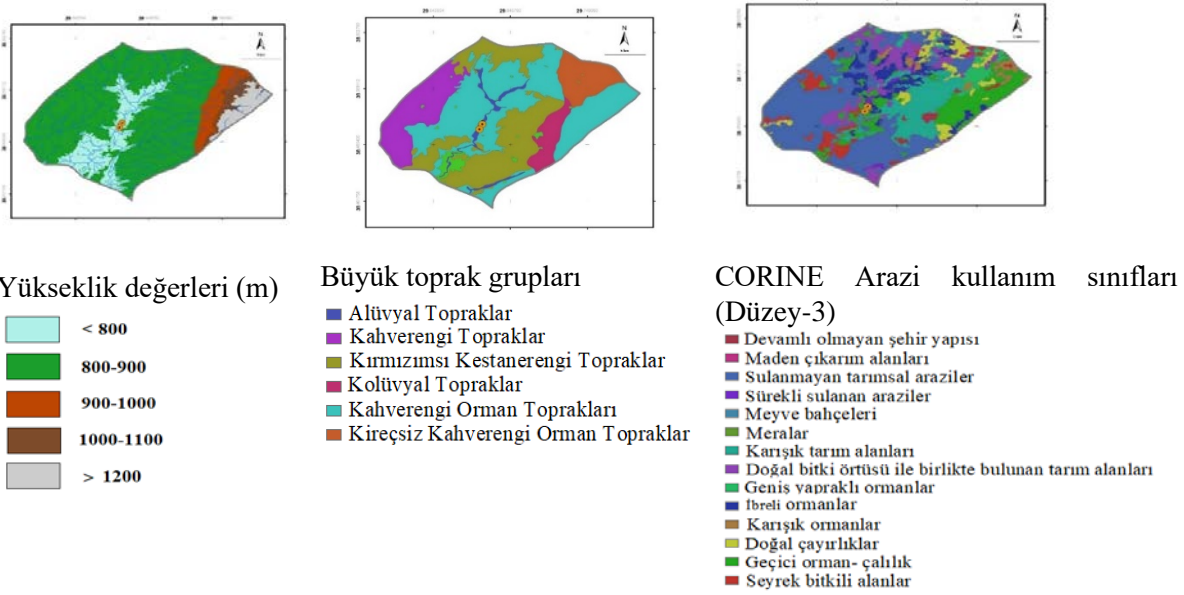 N
N
N
Yükseklik değerleri (m)
< 800
800-900
900-1000
1000-1100
> 1200
Büyük toprak grupları
Alüvyal Topraklar
Kahverengi Topraklar
Kırmızımsı Kestanerengi Topraklar
Kolüvyal Topraklar
Kahverengi Orman Toprakları
Kireçsiz Kahverengi Orman Topraklar
CORINE Arazi kullanım sınıfları
(Düzey-3)
Devamlı olmayan şehir yapısı
Maden çıkarım alanları
Sulanmayan tarımsal araziler
Sürekli sulanan araziler
Meyve bahçeleri
Meralar
Karışık tarım alanları
Doğal bitki örtüsü ile birlikte bulunan tarım alanları
Geniş yapraklı ormanlar
İbreli ormanlar
Karışık ormanlar
Doğal çayırlıklar
Geçici orman- çalılık
Seyrek bitkili alanlar